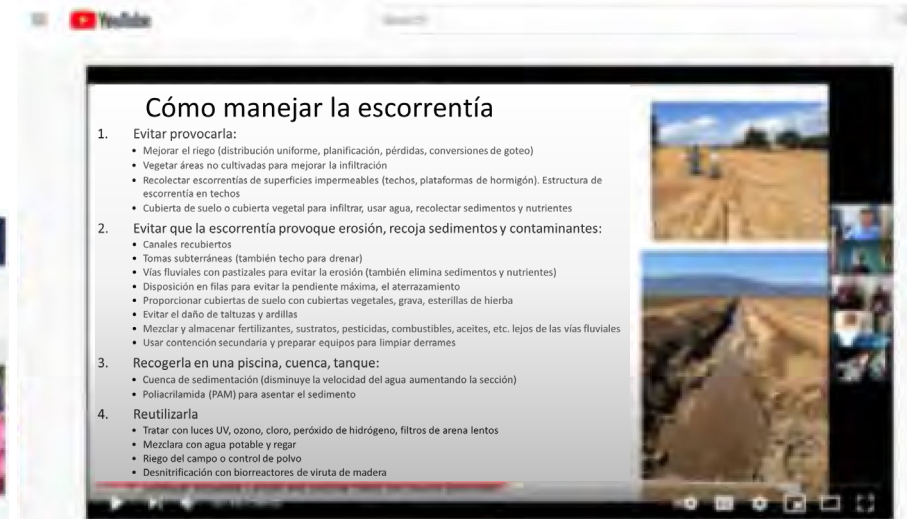 YouTube
Cómo manejar la escorrentía
1. Evitar provocarla:
• Mejorar el riego (distribución uniforme, planificación, pérdidas, conversiones de goteo)
• Vegetar áreas no cultivadas para mejorar la infiltración
• Recolectar escorrentías de superficies impermeables (techos, plataformas de hormigón). Estructura de
escorrentía en techos
• Cubierta de suelo o cubierta vegetal para infiltrar, usar agua, recolectar sedimentos y nutrientes
2. Evitar que la escorrentía provoque erosión, recoja sedimentos y contaminantes:
• Canales recubiertos
• Tomas subterráneas (también techo para drenar)
• Vías fluviales con pastizales para evitar la erosión (también elimina sedimentos y nutrientes)
• Disposición en filas para evitar la pendiente máxima, el aterrazamiento
• Proporcionar cubiertas de suelo con cubiertas vegetales, grava, esterillas de hierba
• Evitar el daño de taltuzas y ardillas
• Mezclar y almacenar fertilizantes, sustratos, pesticidas, combustibles, aceites, etc. lejos de las vías fluviales
• Usar contención secundaria y preparar equipos para limpiar derrames
3. Recogerla en una piscina, cuenca, tanque:
• Cuenca de sedimentación (disminuye la velocidad del agua aumentando la sección)
• Poliacrilamida (PAM) para asentar el sedimento
4. Reutilizarla
• Tratar con luces UV, ozono, cloro, peróxido de hidrógeno, filtros de arena lentos
• Mezclara con agua potable y regar
• Riego del campo o control de polvo
• Desnitrificación con biorreactores de viruta de madera